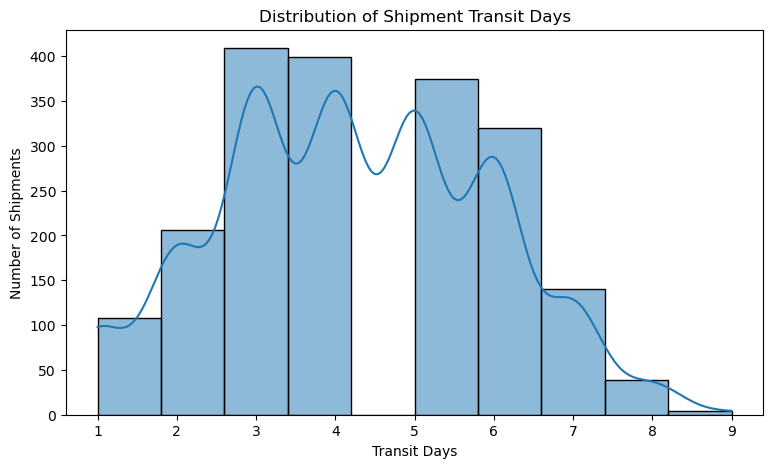 Distribution of Shipment Transit Days
Number of Shipments
400
350
300
250
200
150
100
50
0
1 2 3 4 5 6 7 8 9
Transit Days